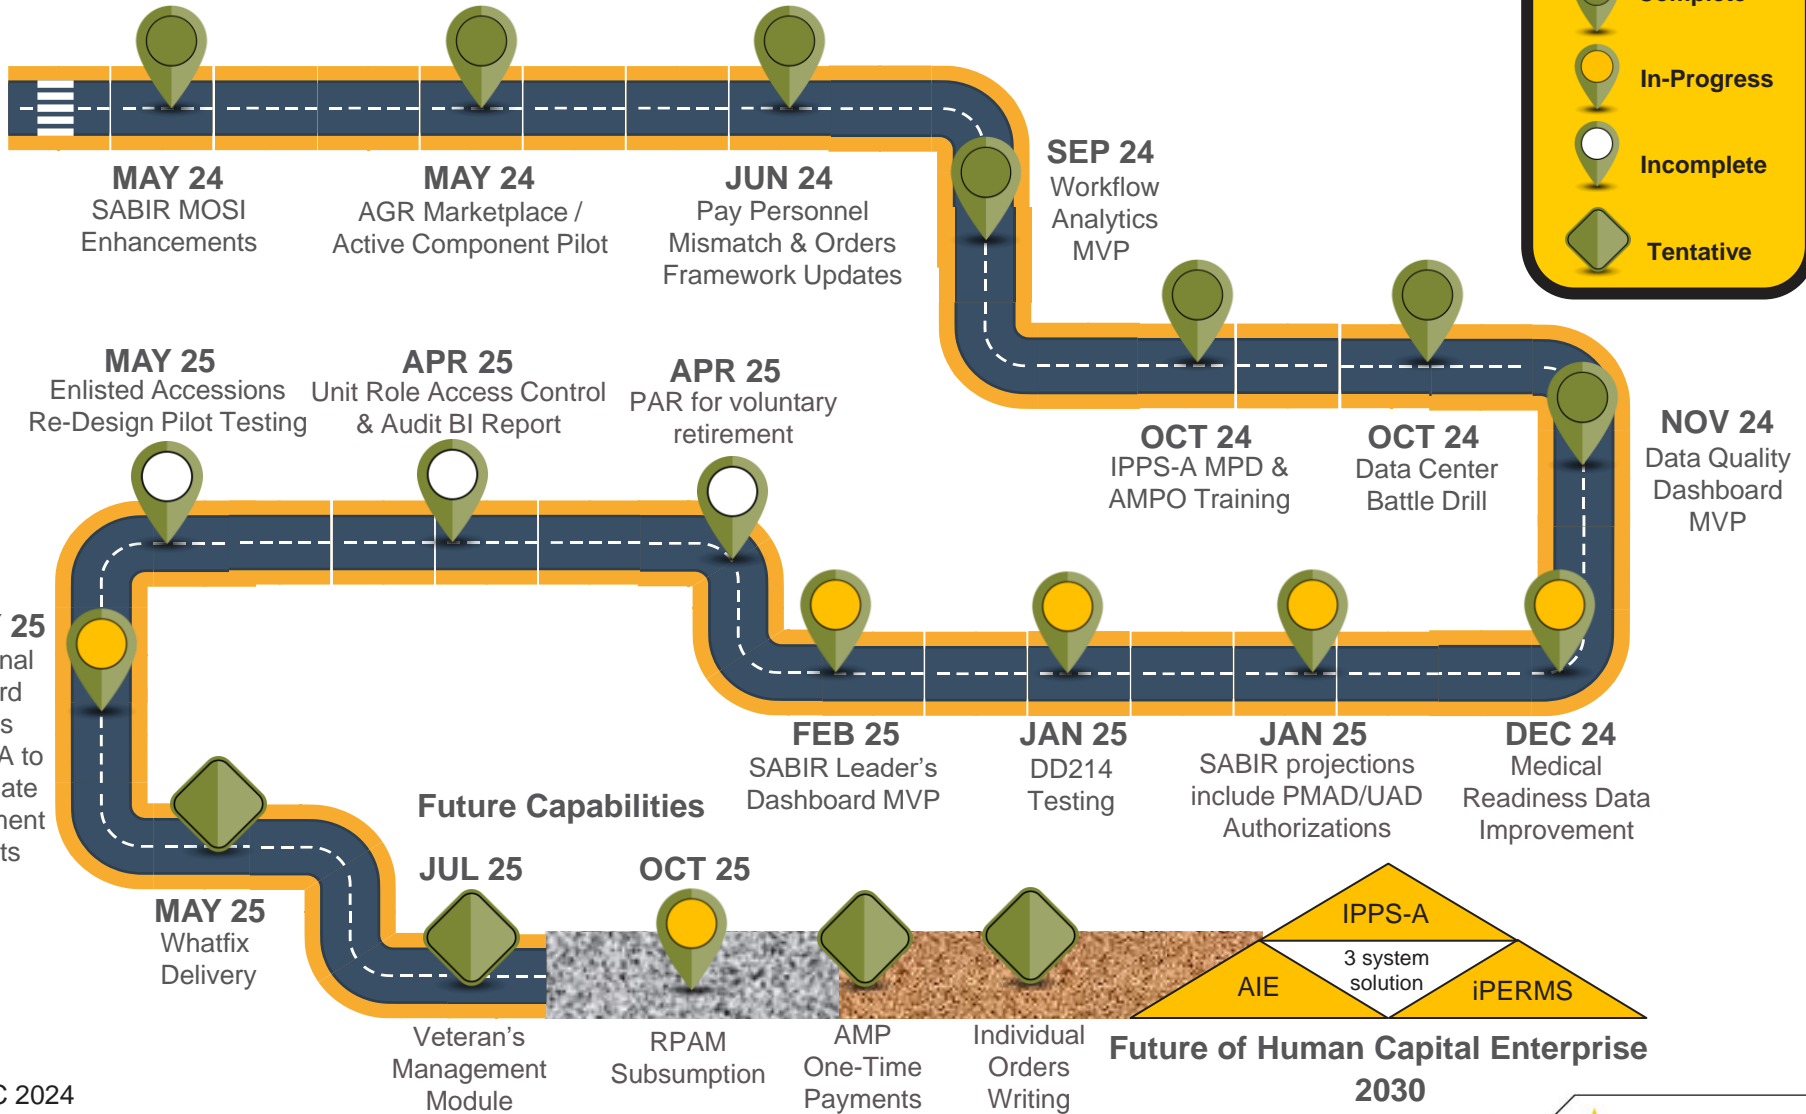 In-Progress
Incomplete
Tentative
MAY 24
SABIR MOSI
Enhancements
MAY 24
AGR Marketplace /
Active Component Pilot
JUN 24
Pay Personnel
Mismatch & Orders
Framework Updates
SEP 24
Workflow
Analytics
MVP
OCT 24
IPPS-A MPD &
AMPO Training
OCT 24
Data Center
Battle Drill
NOV 24
Data Quality
Dashboard
MVP
DEC 24
Medical
Readiness Data
Improvement
JAN 25
SABIR projections
include PMAD/UAD
Authorizations
JAN 25
DD214
Testing
FEB 25
SABIR Leader’s
Dashboard MVP
APR 25
PAR for voluntary
retirement
APR 25
Unit Role Access Control
& Audit BI Report
MAY 25
Enlisted Accessions
Re-Design Pilot Testing
25
A to
MAY 25
Whatfix
Delivery
Future Capabilities
JUL 25
Veteran’s
Management
Module
OCT 25
RPAM
Subsumption
AMP
One-Time
Payments
Individual
Orders
Writing
IPPS-A
3 system
solution
AIE
iPERMS
Future of Human Capital Enterprise
2030
2024